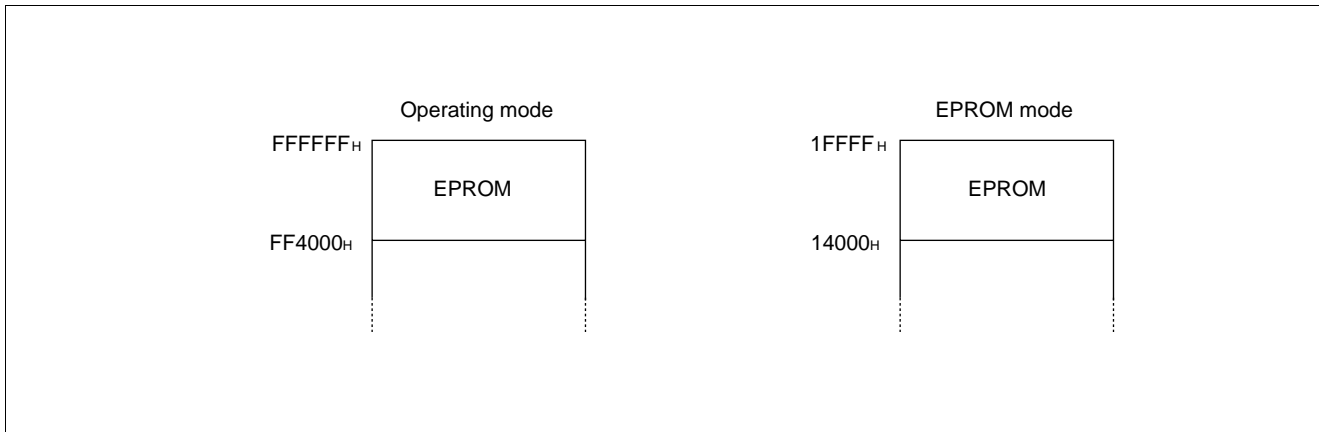 Operating mode
EPROM mode
FFFFFFH
1FFFFH
EPROM
EPROM
FF4000H
14000H